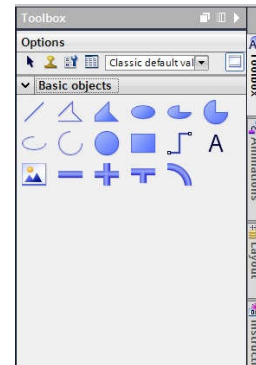 Toolbox
Options
Classic default val
Basic objects
A
Toolbox
Animations
Layout
Instructi